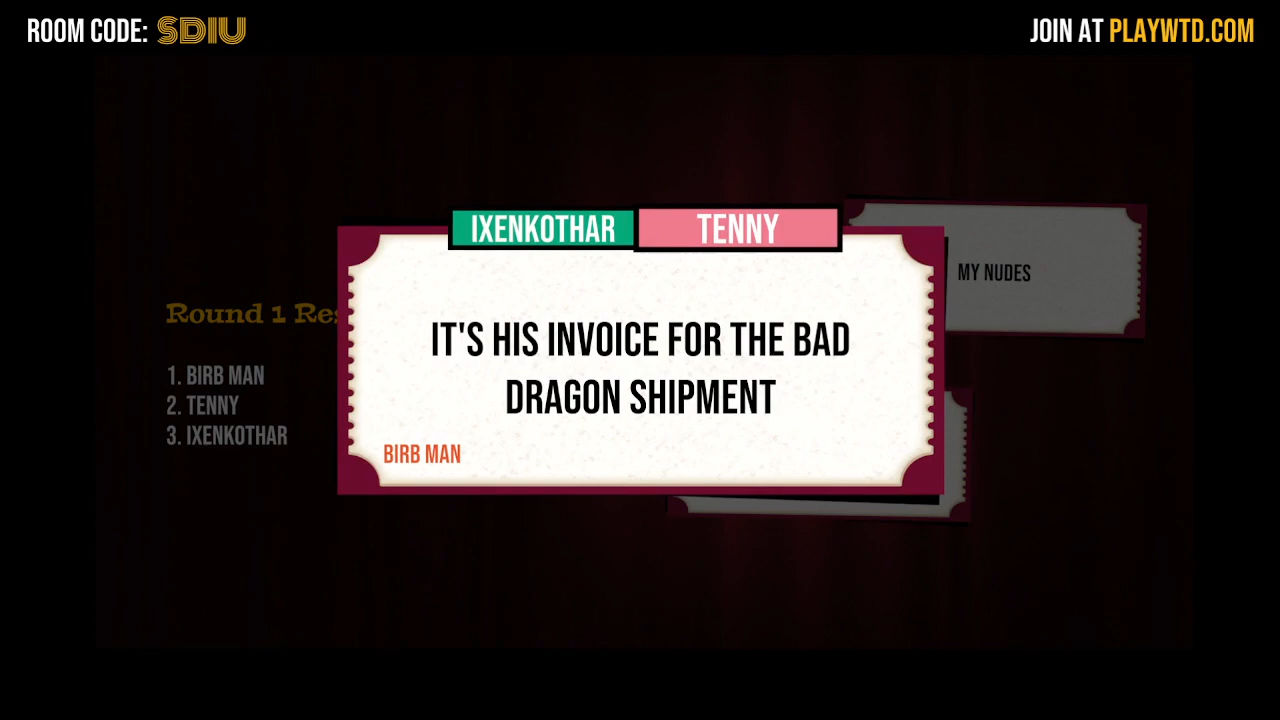 ROOM CODE: SDIU
JOIN AT PLAYWTD.COM
IXENKOTHAR
TENNY
MY NUDES
Round 1 Res
IT'S HIS INVOICE FOR THE BAD
DRAGON SHIPMENT
1. BIRB MAN
2. TENNY
3. IXENKOTHAR
BIRB MAN